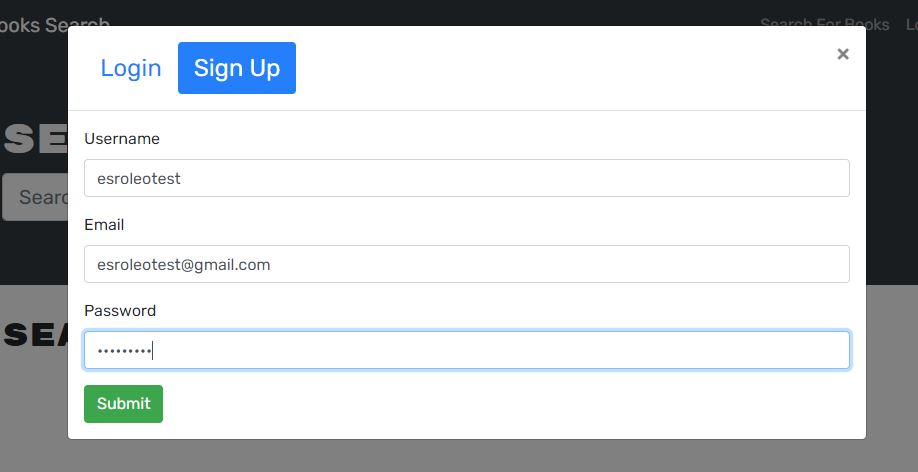 ooks Search
Search For Books Lo
Login Sign Up ×
SE
Searc
Username
esroleotest
Email
esroleotest@gmail.com
Password
•••••••••
SEA
Submit